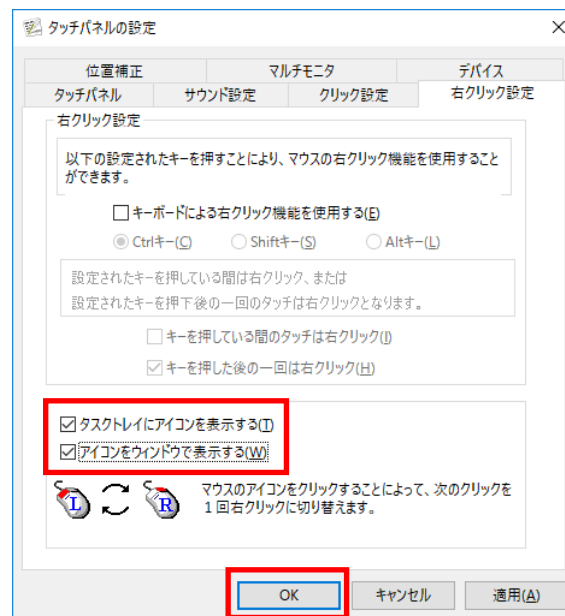 タッチパネルの設定
位置補正
マルチモニタ
デバイス
タッチパネル
サウンド設定
クリック設定
右クリック設定
右クリック設定
以下の設定されたキーを押すことにより、マウスの右クリック機能を使用すること
ができます。
キーボードによる右クリック機能を使用する(E)
Ctrlキー(C)
Shiftキー(S)
Altキー(L)
設定されたキーを押している間は右クリック、または
設定されたキーを押下後の一回のタッチは右クリックとなります。
キーを押している間のタッチは右クリック(I)
キーを押した後の一回は右クリック(H)
タスクトレイにアイコンを表示する(T)
アイコンをウィンドウで表示する(W)
L
R
マウスのアイコンをクリックすることによって、次のクリックを
1回右クリックに切り替えます。
OK
キャンセル
適用(A)